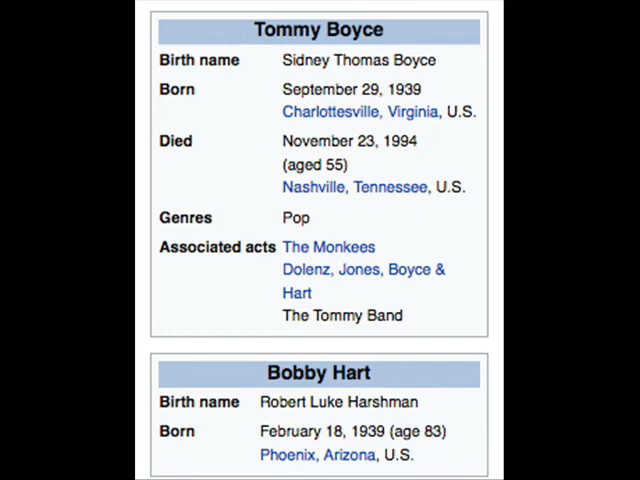 Tommy Boyce
Birth name Sidney Thomas Boyce
Born September 29, 1939
Charlottesville, Virginia, U.S.
Died November 23, 1994
(aged 55)
Nashville, Tennessee, U.S.
Genres Pop
Associated acts The Monkees
Dolenz, Jones, Boyce &
Hart
The Tommy Band
Bobby Hart
Birth name Robert Luke Harshman
Born February 18, 1939 (age 83)
Phoenix, Arizona, U.S.